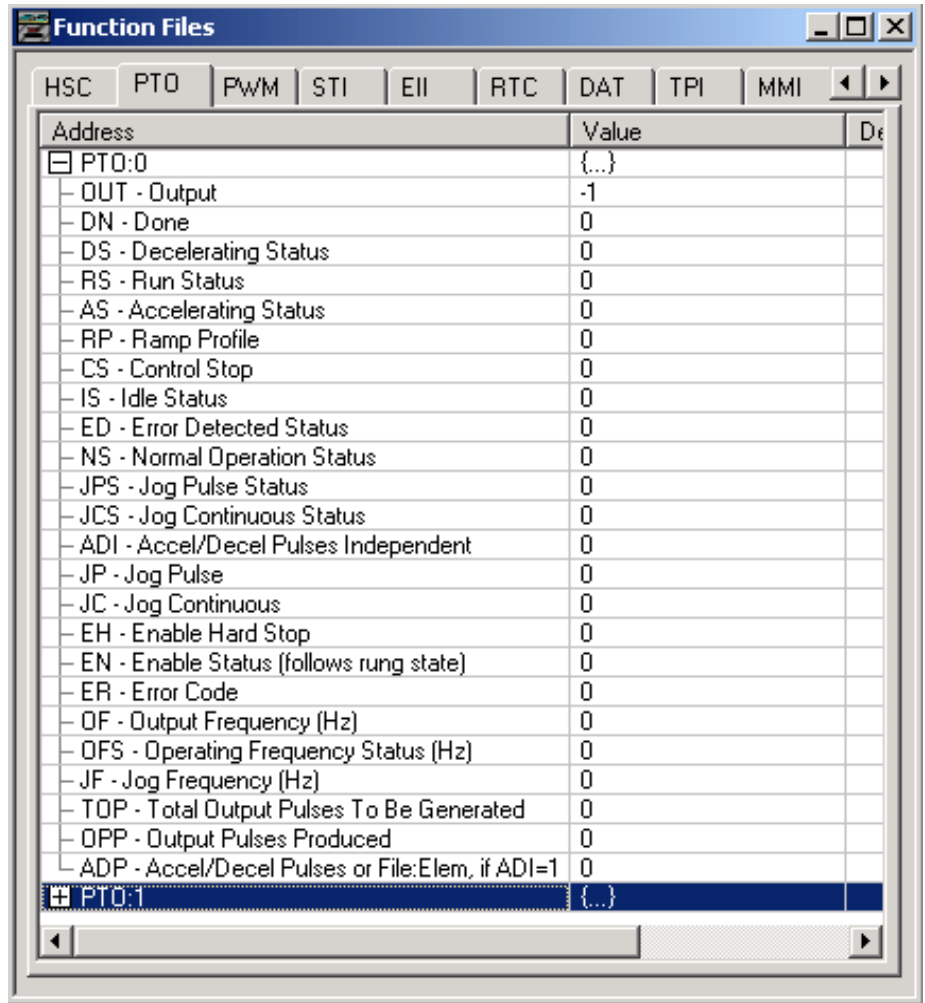 Function Files
HSC PTO PWM STI EII RTC DAT TPI MMI
Address Value De
PTO:0 {...}
OUT - Output -1
DN - Done 0
DS - Decelerating Status 0
RS - Run Status 0
AS - Accelerating Status 0
RP - Ramp Profile 0
CS - Control Stop 0
IS - Idle Status 0
ED - Error Detected Status 0
NS - Normal Operation Status 0
JPS - Jog Pulse Status 0
JCS - Jog Continuous Status 0
ADI - Accel/Decel Pulses Independent 0
JP - Jog Pulse 0
JC - Jog Continuous 0
EH - Enable Hard Stop 0
EN - Enable Status (follows rung state) 0
ER - Error Code 0
OF - Output Frequency (Hz) 0
OFS - Operating Frequency Status (Hz) 0
JF - Jog Frequency (Hz) 0
TOP - Total Output Pulses To Be Generated 0
OPP - Output Pulses Produced 0
ADP - Accel/Decel Pulses or File:Elem, if ADI=1 0
PTO:1 {...}